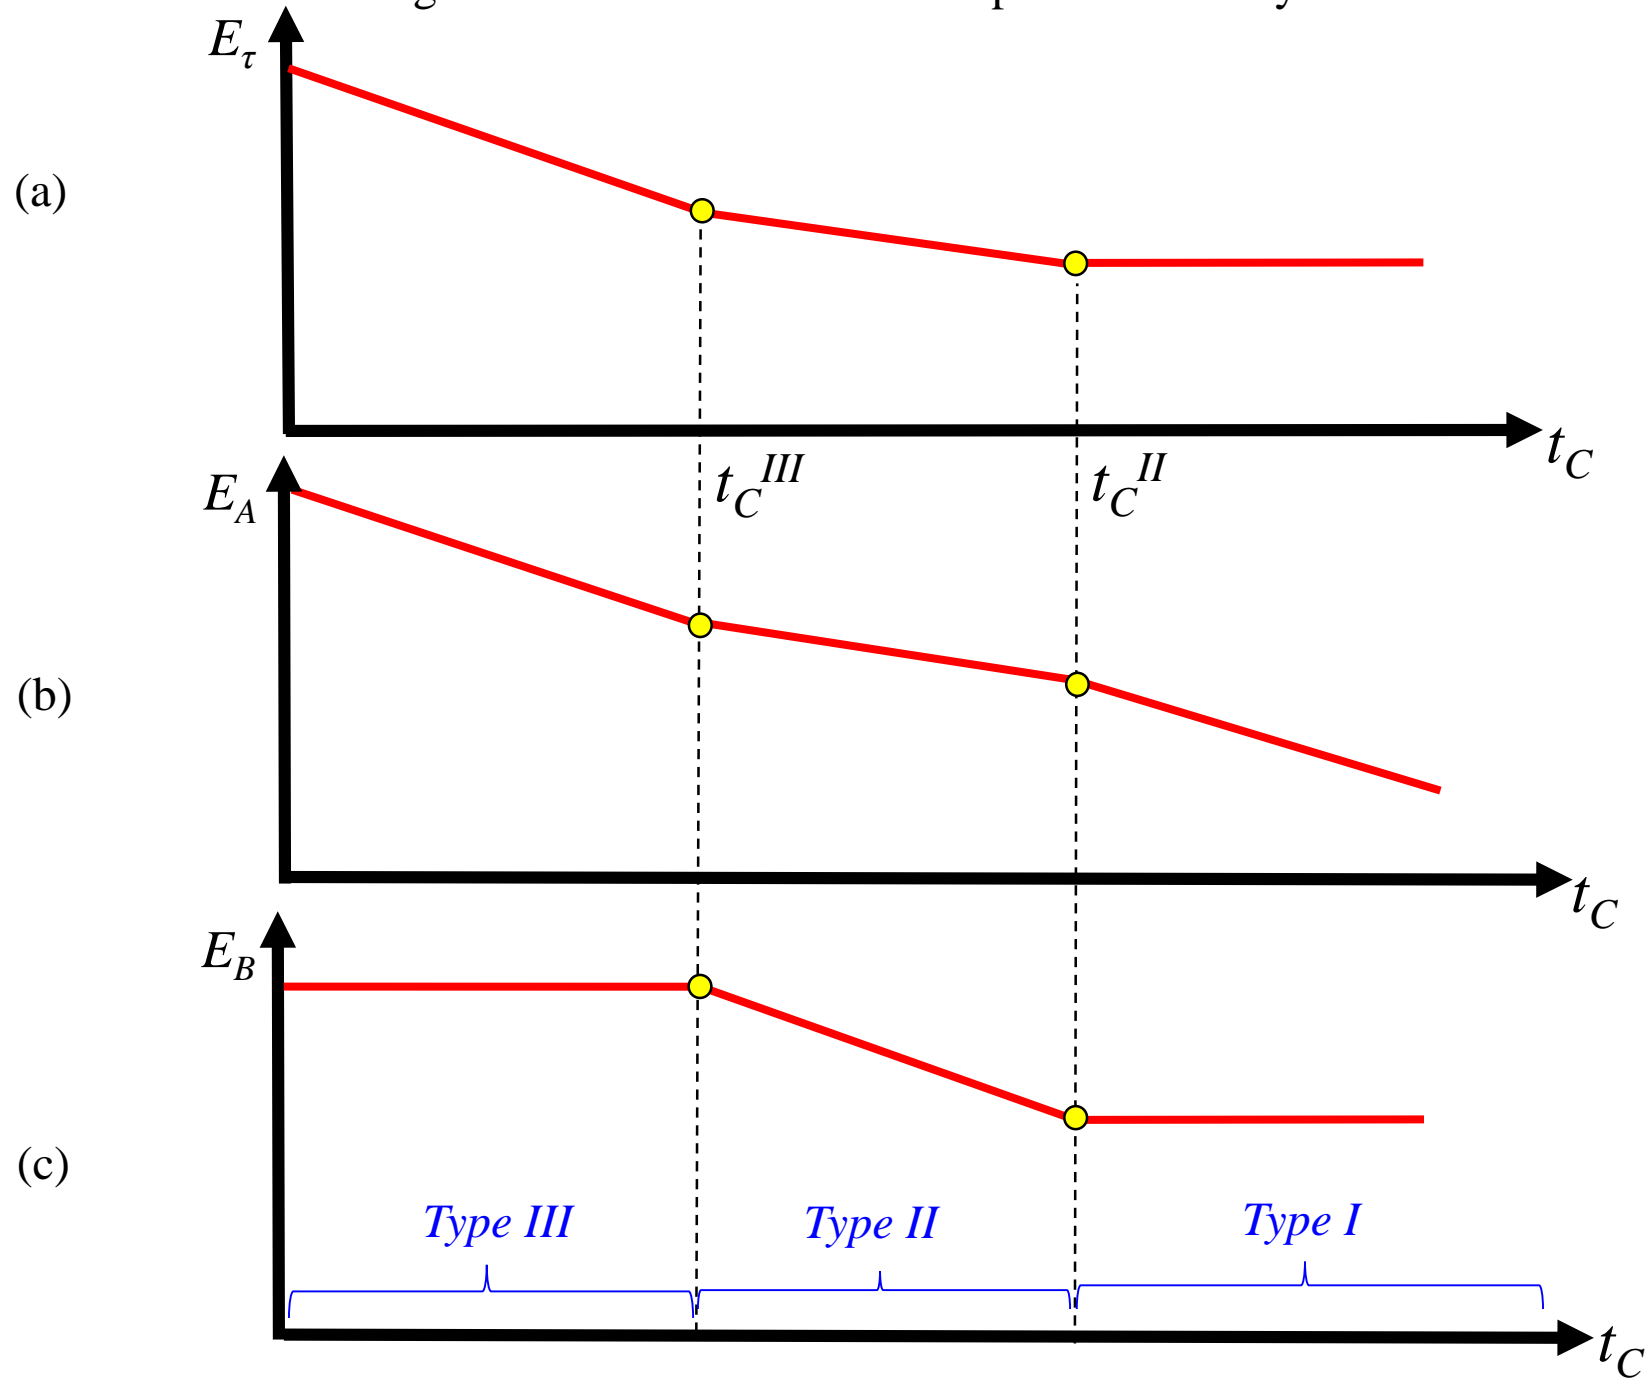 E_τ
(a)
t_C
t_C^III
t_C^II
E_A
(b)
t_C
E_B
(c)
Type III
Type II
Type I
t_C